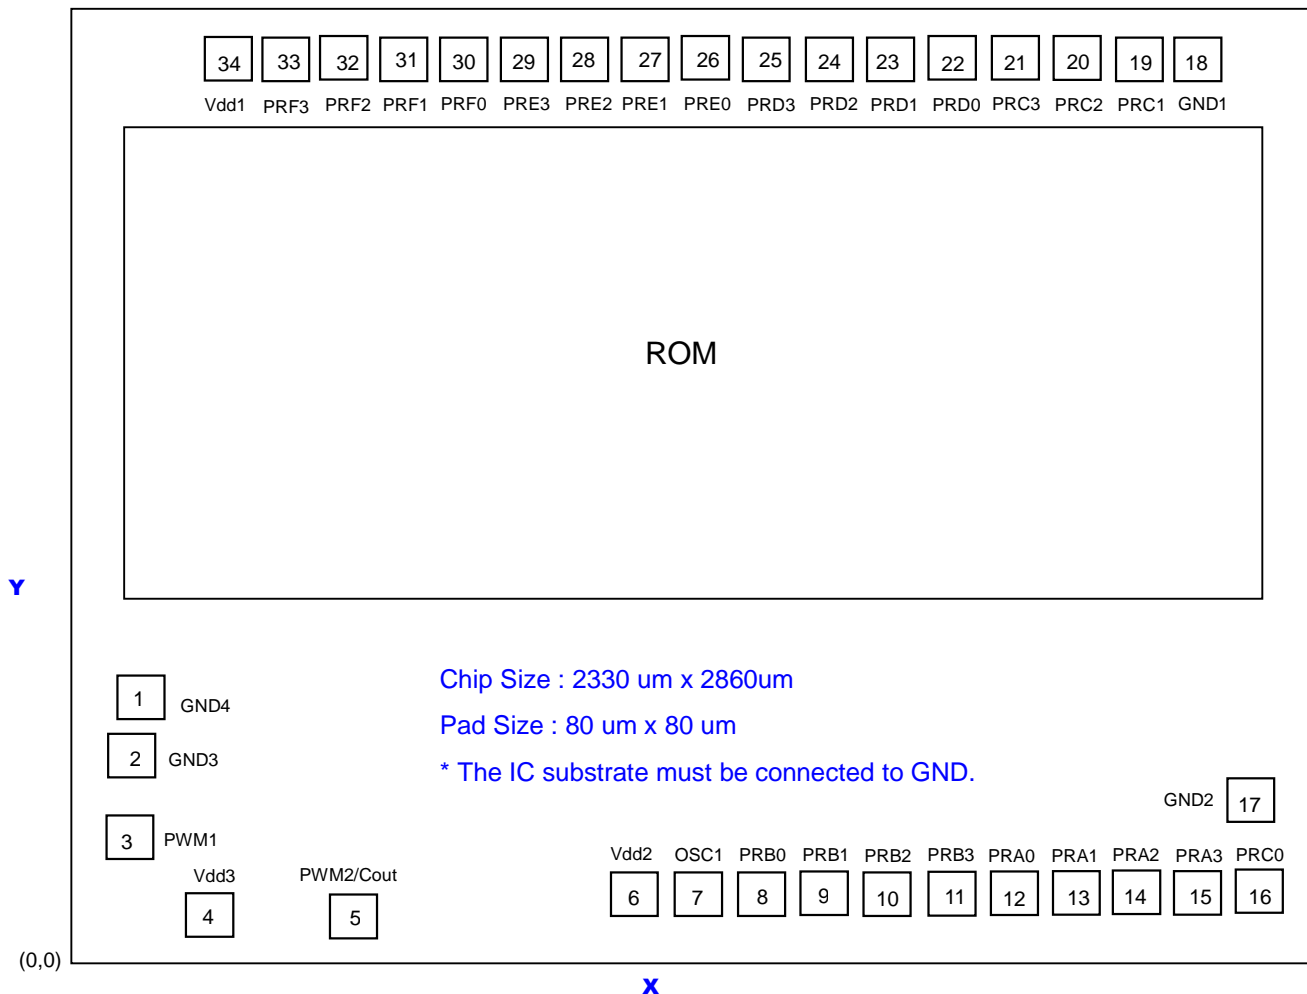 34 33 32 31 30 29 28 27 26 25 24 23 22 21 20 19 18
Vdd1 PRF3 PRF2 PRF1 PRF0 PRE3 PRE2 PRE1 PRE0 PRD3 PRD2 PRD1 PRD0 PRC3 PRC2 PRC1 GND1
ROM
Y
Chip Size : 2330 um x 2860um
1 GND4
Pad Size : 80 um x 80 um
2 GND3
* The IC substrate must be connected to GND.
GND2 17
3 PWM1
Vdd2 OSC1 PRB0 PRB1 PRB2 PRB3 PRA0 PRA1 PRA2 PRA3 PRC0
Vdd3 PWM2/Cout
6 7 8 9 10 11 12 13 14 15 16
4 5
(0,0)
X